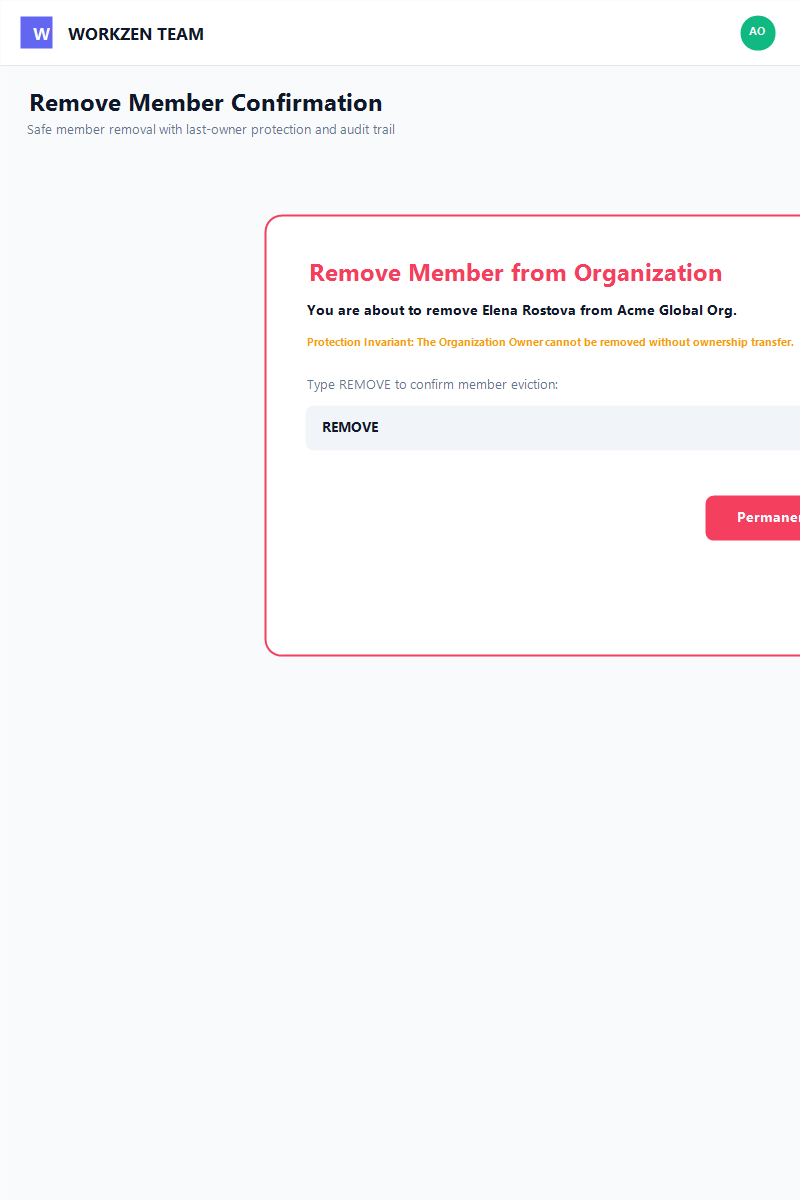 W WORKZEN TEAM AO
Remove Member Confirmation
Safe member removal with last-owner protection and audit trail
Remove Member from Organization
You are about to remove Elena Rostova from Acme Global Org.
Protection Invariant: The Organization Owner cannot be removed without ownership transfer.
Type REMOVE to confirm member eviction:
REMOVE